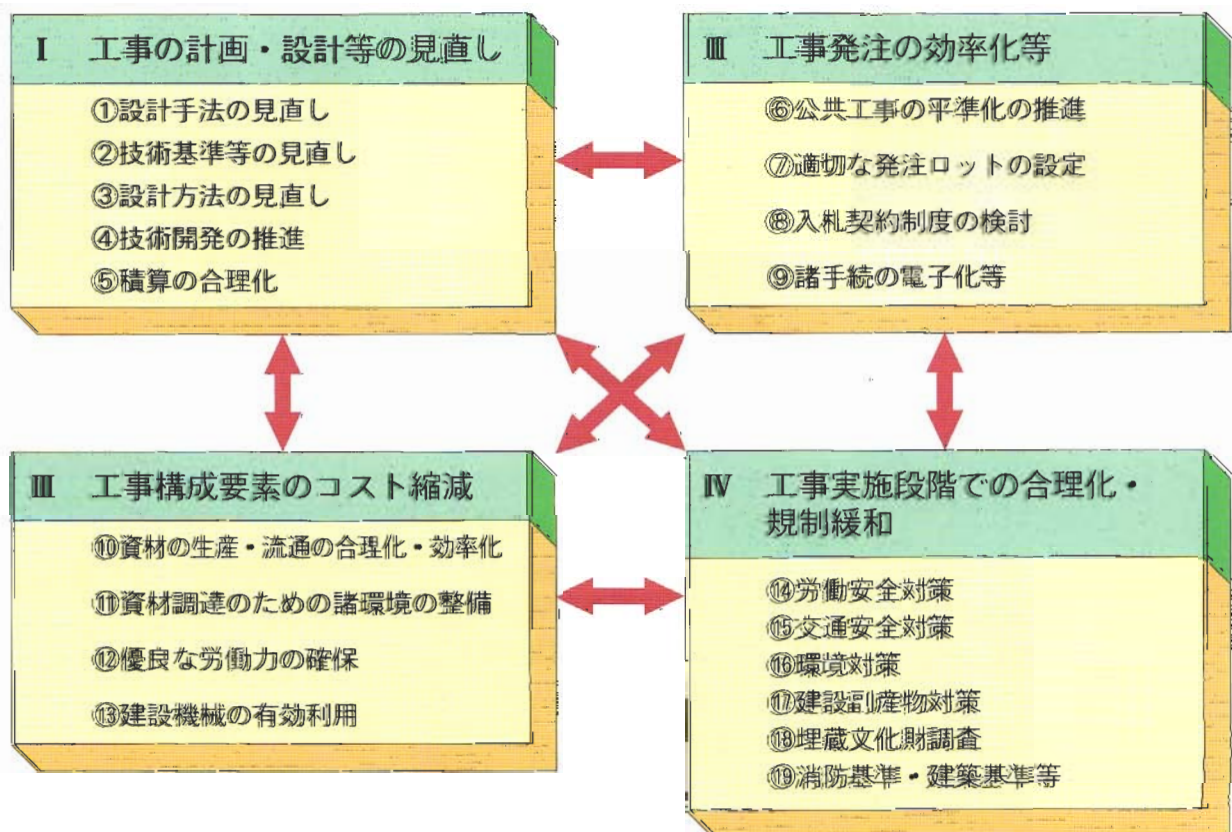 Ⅰ 工事の計画・設計等の見直し
①設計手法の見直し
②技術基準等の見直し
③設計方法の見直し
④技術開発の推進
⑤積算の合理化
Ⅲ 工事発注の効率化等
⑥公共工事の平準化の推進
⑦適切な発注ロットの設定
⑧入札契約制度の検討
⑨諸手続の電子化等
Ⅲ 工事構成要素のコスト縮減
⑩資材の生産・流通の合理化・効率化
⑪資材調達のための諸環境の整備
⑫優良な労働力の確保
⑬建設機械の有効利用
Ⅳ 工事実施段階での合理化・
規制緩和
⑭労働安全対策
⑮交通安全対策
⑯環境対策
⑰建設副産物対策
⑱埋蔵文化財調査
⑲消防基準・建築基準等